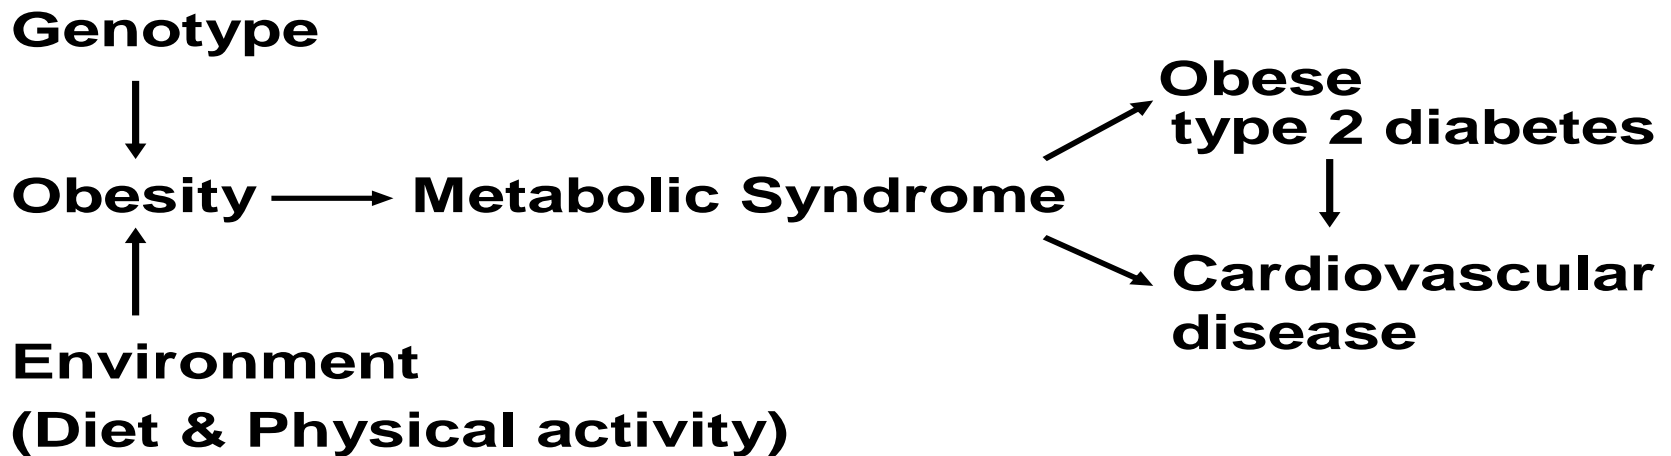 Genotype
Obese
type 2 diabetes
Obesity
Metabolic Syndrome
Cardiovascular
disease
Environment
(Diet & Physical activity)